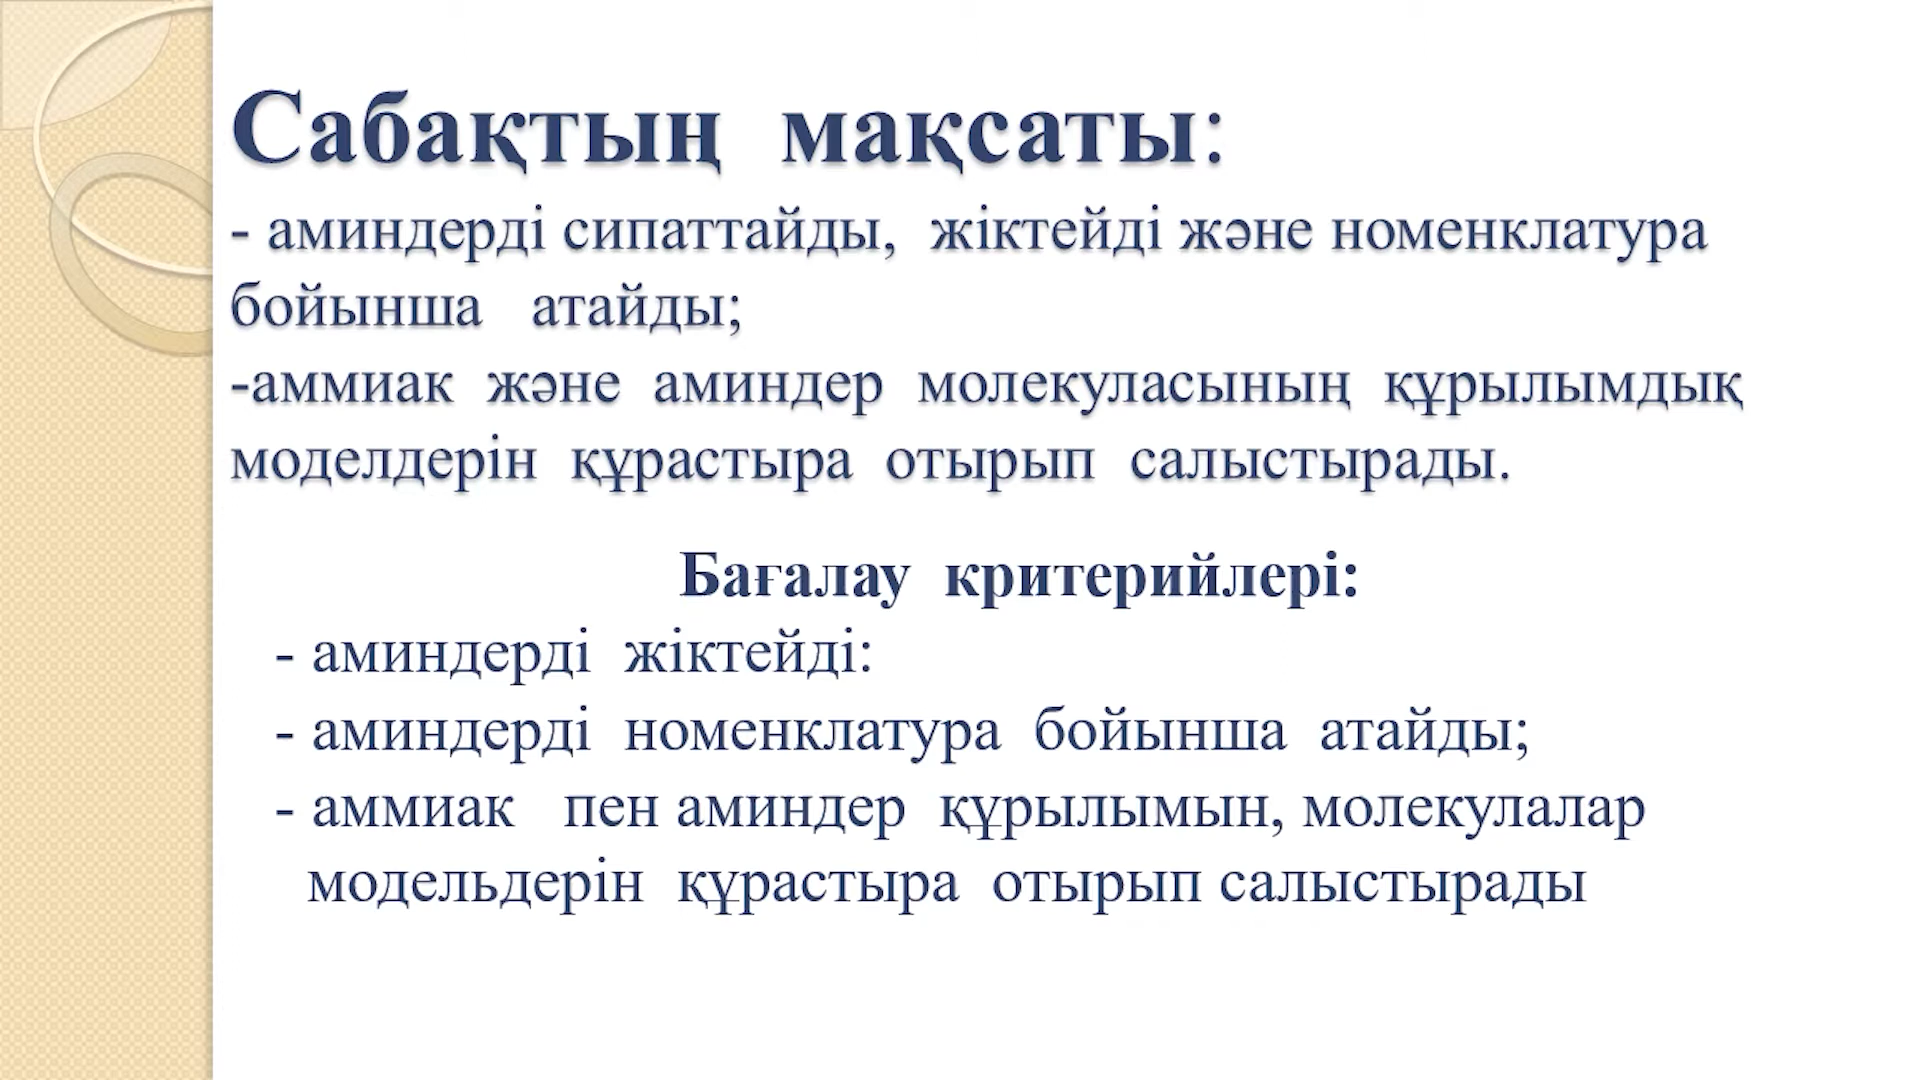 Сабақтың мақсаты:
- аминдерді сипаттайды, жіктейді және номенклатура
бойынша атайды;
-аммиак және аминдер молекуласының құрылымдық
моделдерін құрастыра отырып салыстырады.
Бағалау критерийлері:
- аминдерді жіктейді:
- аминдерді номенклатура бойынша атайды;
- аммиак пен аминдер құрылымын, молекулалар
модельдерін құрастыра отырып салыстырады